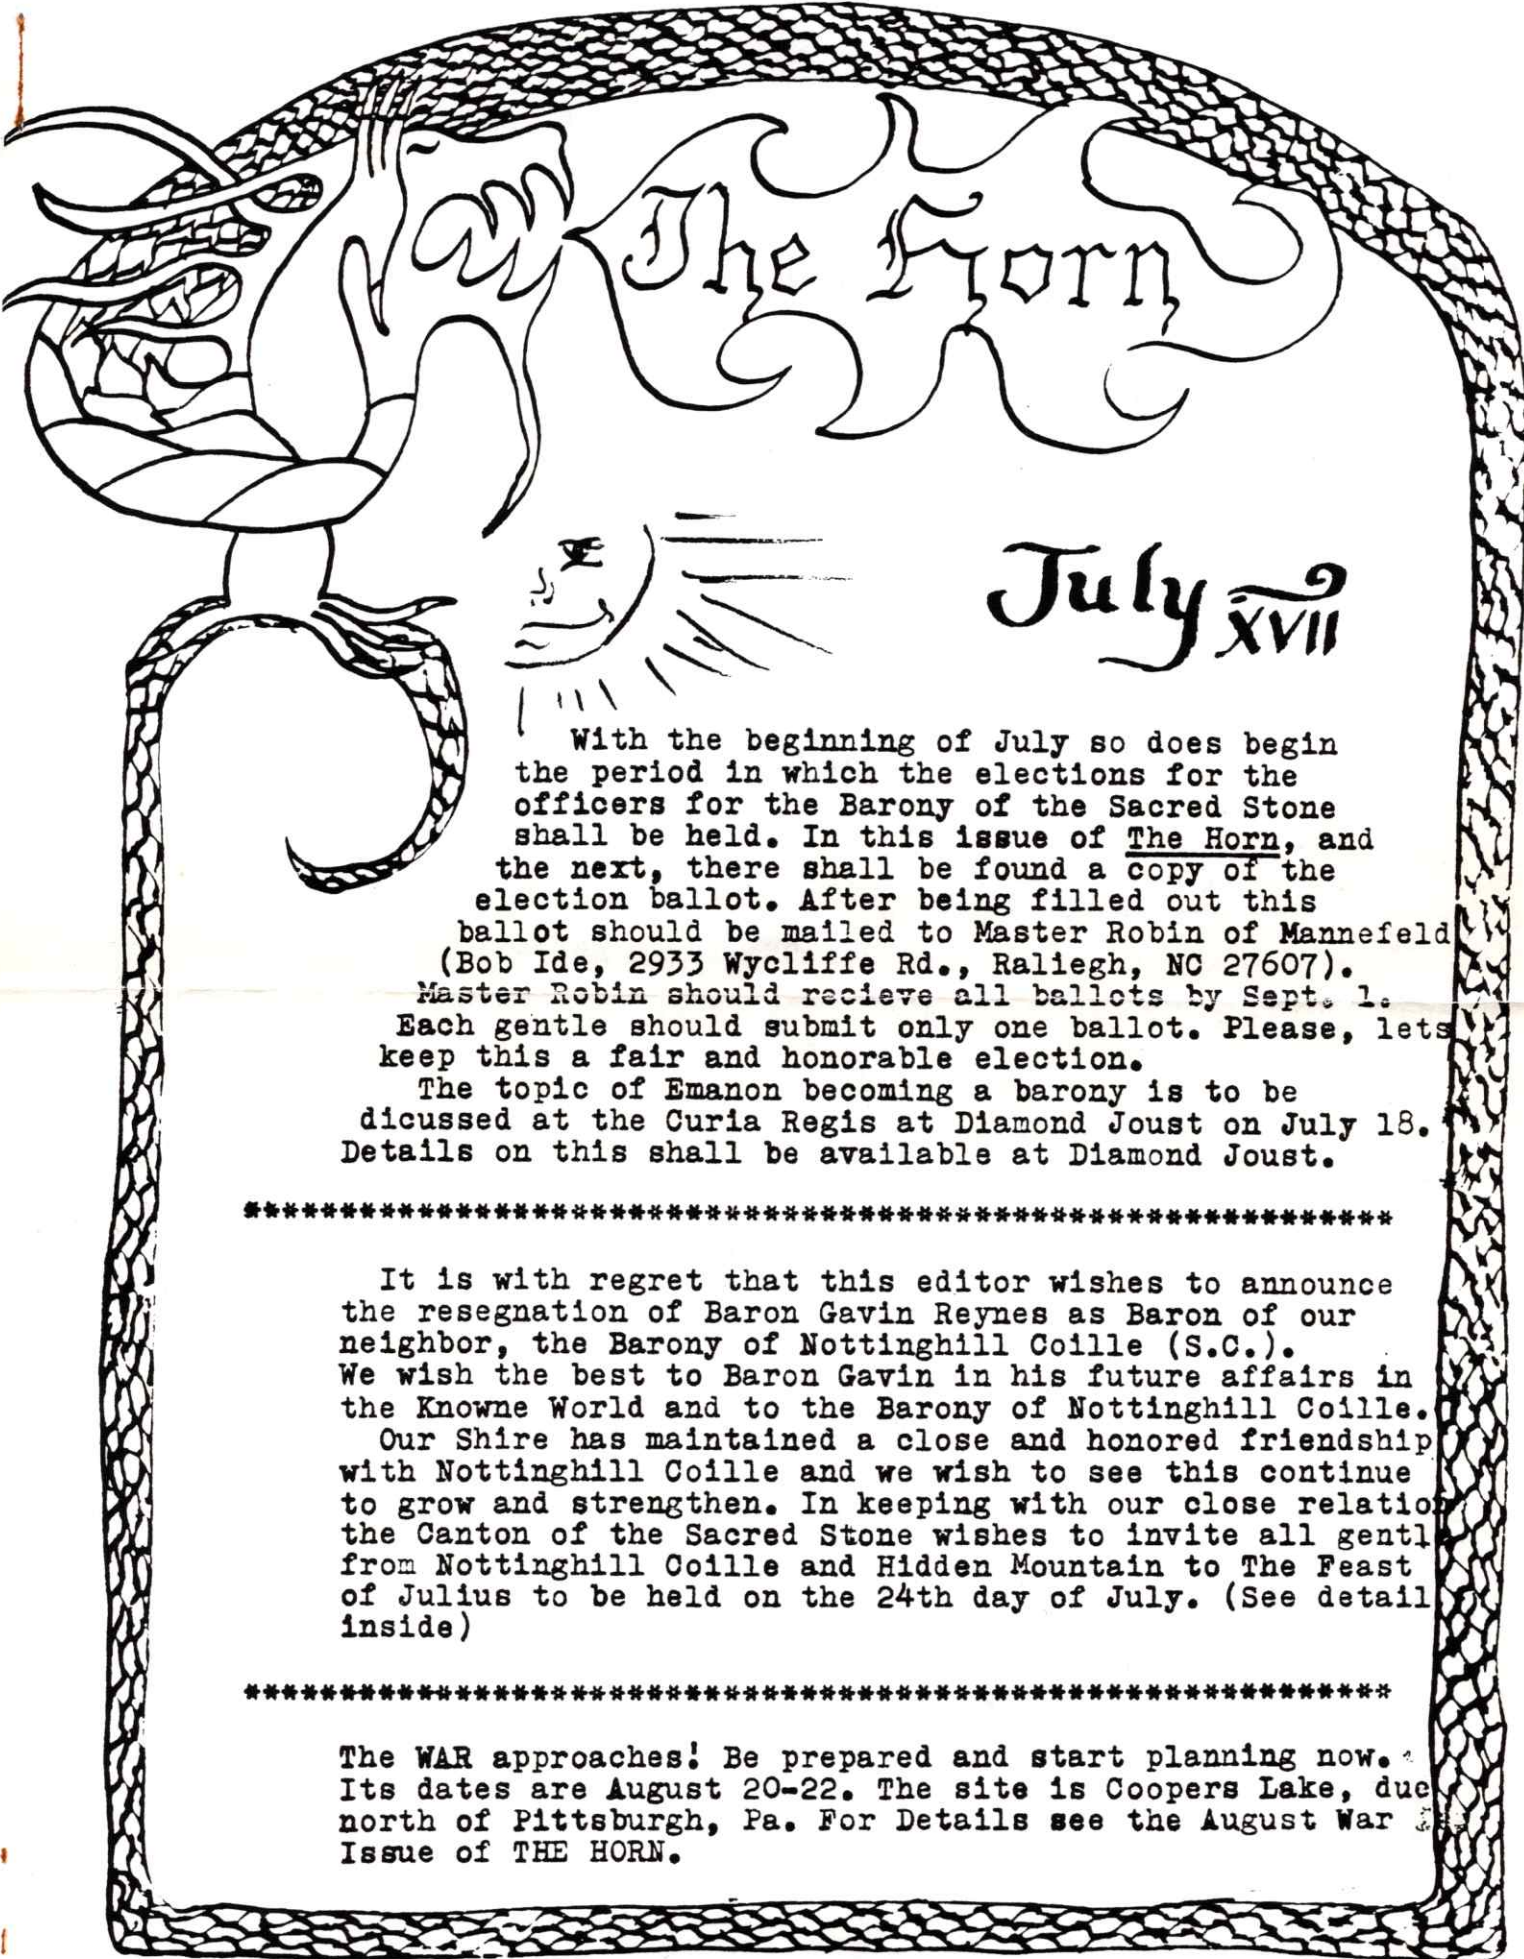 The Horn
July XVII
With the beginning of July so does begin
the period in which the elections for the
officers for the Barony of the Sacred Stone
shall be held. In this issue of The Horn, and
the next, there shall be found a copy of the
election ballot. After being filled out this
ballot should be mailed to Master Robin of Mannefeld
(Bob Ide, 2933 Wycliffe Rd., Raliegh, NC 27607).
Master Robin should recieve all ballots by Sept. 1.
Each gentle should submit only one ballot. Please, lets
keep this a fair and honorable election.
The topic of Emanon becoming a barony is to be
dicussed at the Curia Regis at Diamond Joust on July 18.
Details on this shall be available at Diamond Joust.
************************************************************
It is with regret that this editor wishes to announce
the resegnation of Baron Gavin Reynes as Baron of our
neighbor, the Barony of Nottinghill Coille (S.C.).
We wish the best to Baron Gavin in his future affairs in
the Knowne World and to the Barony of Nottinghill Coille.
Our Shire has maintained a close and honored friendship
with Nottinghill Coille and we wish to see this continue
to grow and strengthen. In keeping with our close relation
the Canton of the Sacred Stone wishes to invite all gentl
from Nottinghill Coille and Hidden Mountain to The Feast
of Julius to be held on the 24th day of July. (See detail
inside)
************************************************************
The WAR approaches! Be prepared and start planning now.
Its dates are August 20-22. The site is Coopers Lake, due
north of Pittsburgh, Pa. For Details see the August War
Issue of THE HORN.